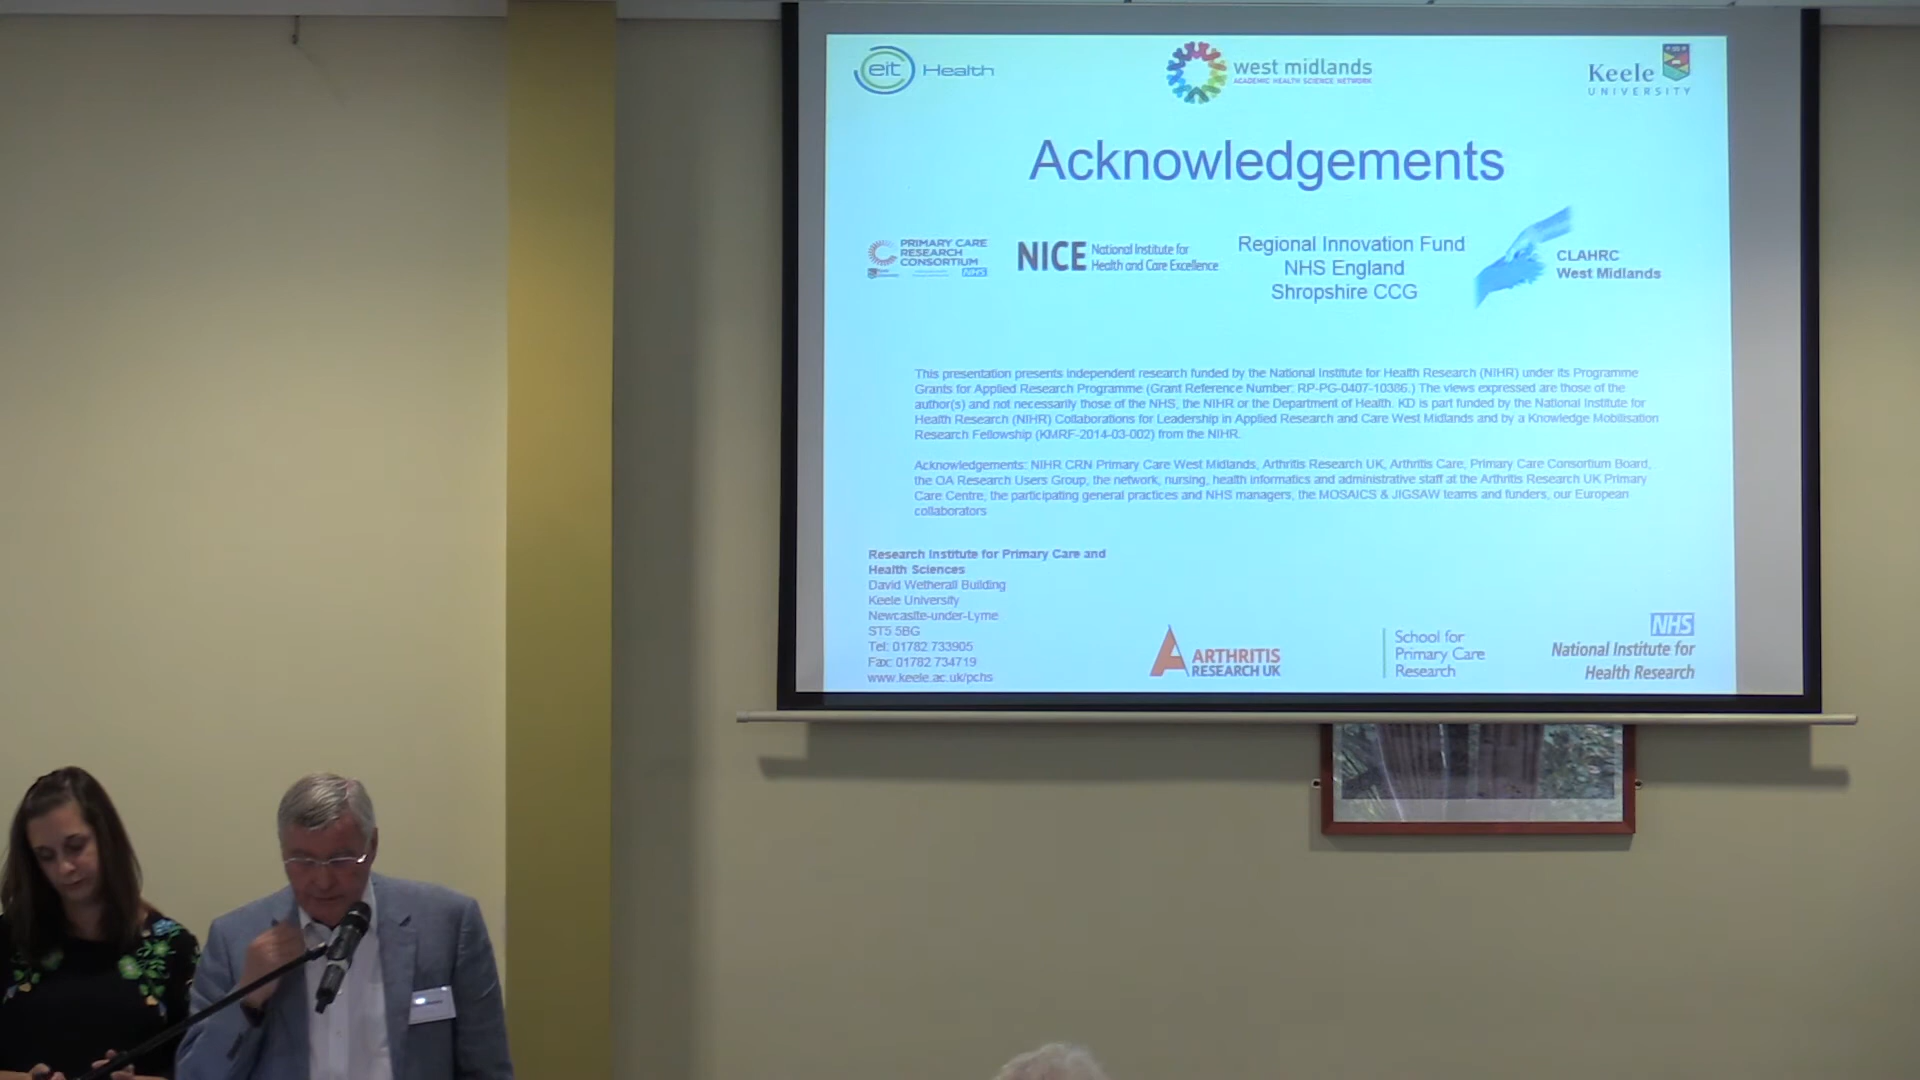 eit Health
west midlands
ACADEMIC HEALTH SCIENCE NETWORK
Keele
UNIVERSITY
Acknowledgements
PRIMARY CARE
RESEARCH
CONSORTIUM
NHS
NICE National Institute for
Health and Care Excellence
Regional Innovation Fund
NHS England
Shropshire CCG
CLAHRC
West Midlands
This presentation presents independent research funded by the National Institute for Health Research (NIHR) under its Programme
Grants for Applied Research Programme (Grant Reference Number: RP-PG-0407-10386.) The views expressed are those of the
author(s) and not necessarily those of the NHS, the NIHR or the Department of Health. KD is part funded by the National Institute for
Health Research (NIHR) Collaborations for Leadership in Applied Research and Care West Midlands and by a Knowledge Mobilisation
Research Fellowship (KMRF-2014-03-002) from the NIHR.
Acknowledgements: NIHR CRN Primary Care West Midlands, Arthritis Research UK, Arthritis Care, Primary Care Consortium Board,
the OA Research Users Group, the network, nursing, health informatics and administrative staff at the Arthritis Research UK Primary
Care Centre, the participating general practices and NHS managers, the MOSAICS & JIGSAW teams and funders, our European
collaborators
Research Institute for Primary Care and
Health Sciences
David Wetherall Building
Keele University
Newcaslte-under-Lyme
ST5 5BG
Tel: 01782 733905
Fax: 01782 734719
www.keele.ac.uk/pchs
ARTHRITIS
RESEARCH UK
School for
Primary Care
Research
NHS
National Institute for
Health Research